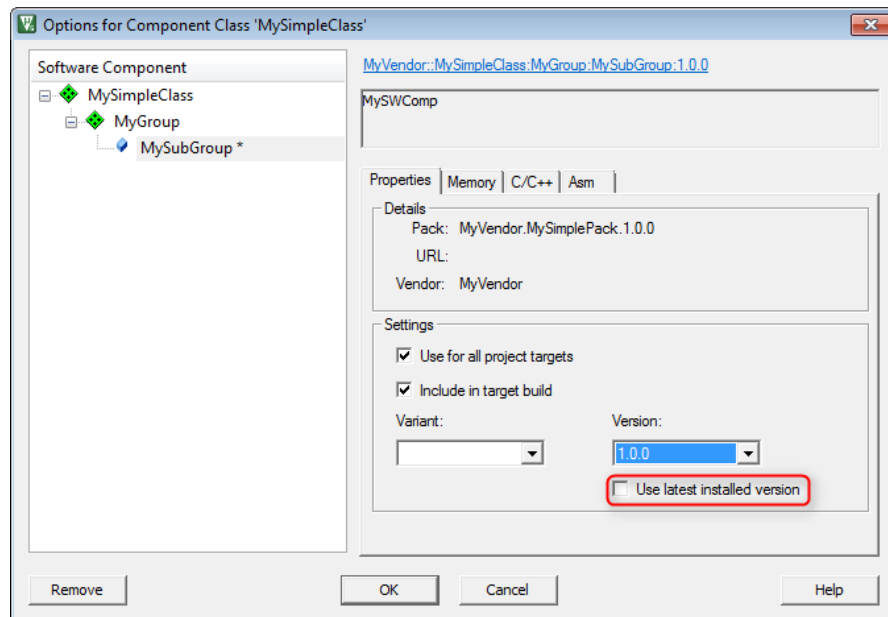 Options for Component Class 'MySimpleClass'
Software Component
MySimpleClass
MyGroup
MySubGroup *
MyVendor::MySimpleClass:MyGroup:MySubGroup:1.0.0
MySWComp
Properties Memory C/C++ Asm
Details
Pack: MyVendor.MySimplePack.1.0.0
URL:
Vendor: MyVendor
Settings
Use for all project targets
Include in target build
Variant: Version:
1.0.0
Use latest installed version
Remove OK Cancel Help